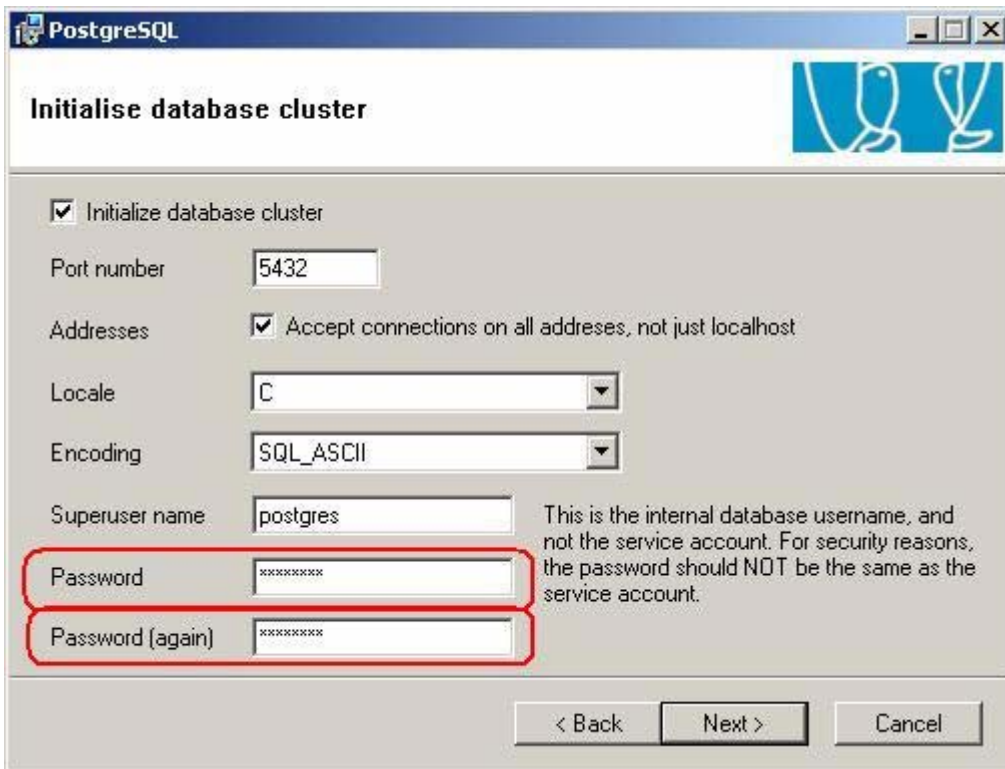 PostgreSQL
Initialise database cluster
Initialize database cluster
Port number 5432
Addresses Accept connections on all addreses, not just localhost
Locale C
Encoding SQL_ASCII
Superuser name postgres
This is the internal database username, and
not the service account. For security reasons,
the password should NOT be the same as the
service account.
Password ********
Password (again) ********
< Back Next > Cancel